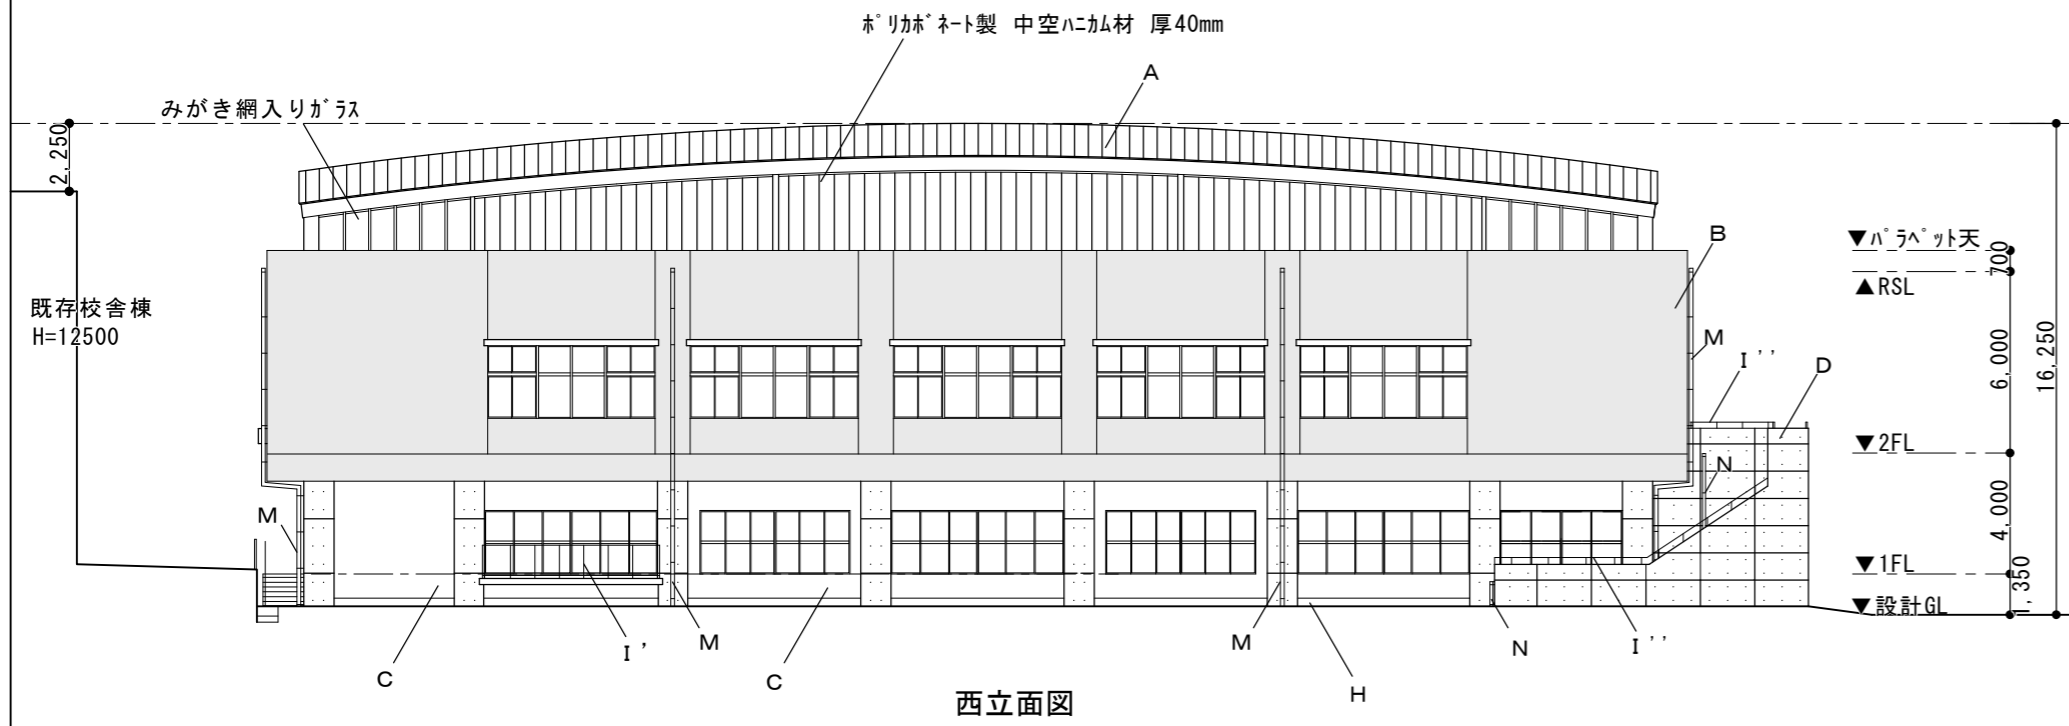 ポリカボネート製 中空ハニカム材 厚40mm
A
みがき網入りガラス
2,250
B
▼パラペット天
700
▲RSL
既存校舎棟
H=12500
M
I''
D
6,000
16,250
▼2FL
N
M
4,000
▼1FL
1,350
▼設計GL
I'
M
M
N
I''
C
C
H
西立面図